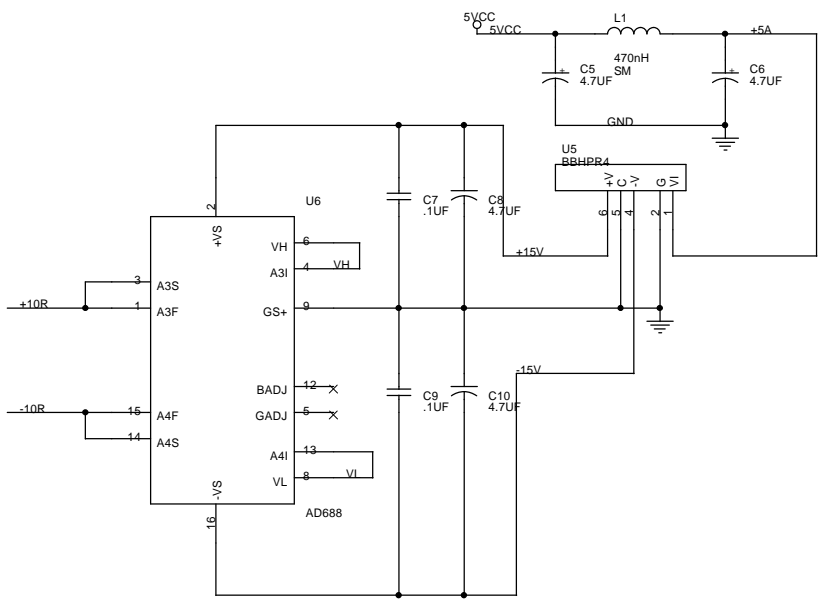 5VCC
5VCC
L1
+5A
470nH
SM
C5
4.7UF
+
C6
4.7UF
+
GND
U5
BBHPR4
+V
C
-V
G
VI
6
5
4
2
1
U6
2
+VS
C7
.1UF
C8
4.7UF
+15V
VH
6
A3I
4
VH
3
A3S
+10R
1
A3F
GS+
9
-15V
BADJ
12
C9
.1UF
C10
4.7UF
-10R
15
A4F
GADJ
5
14
A4S
A4I
13
VL
8
VL
-VS
16
AD688